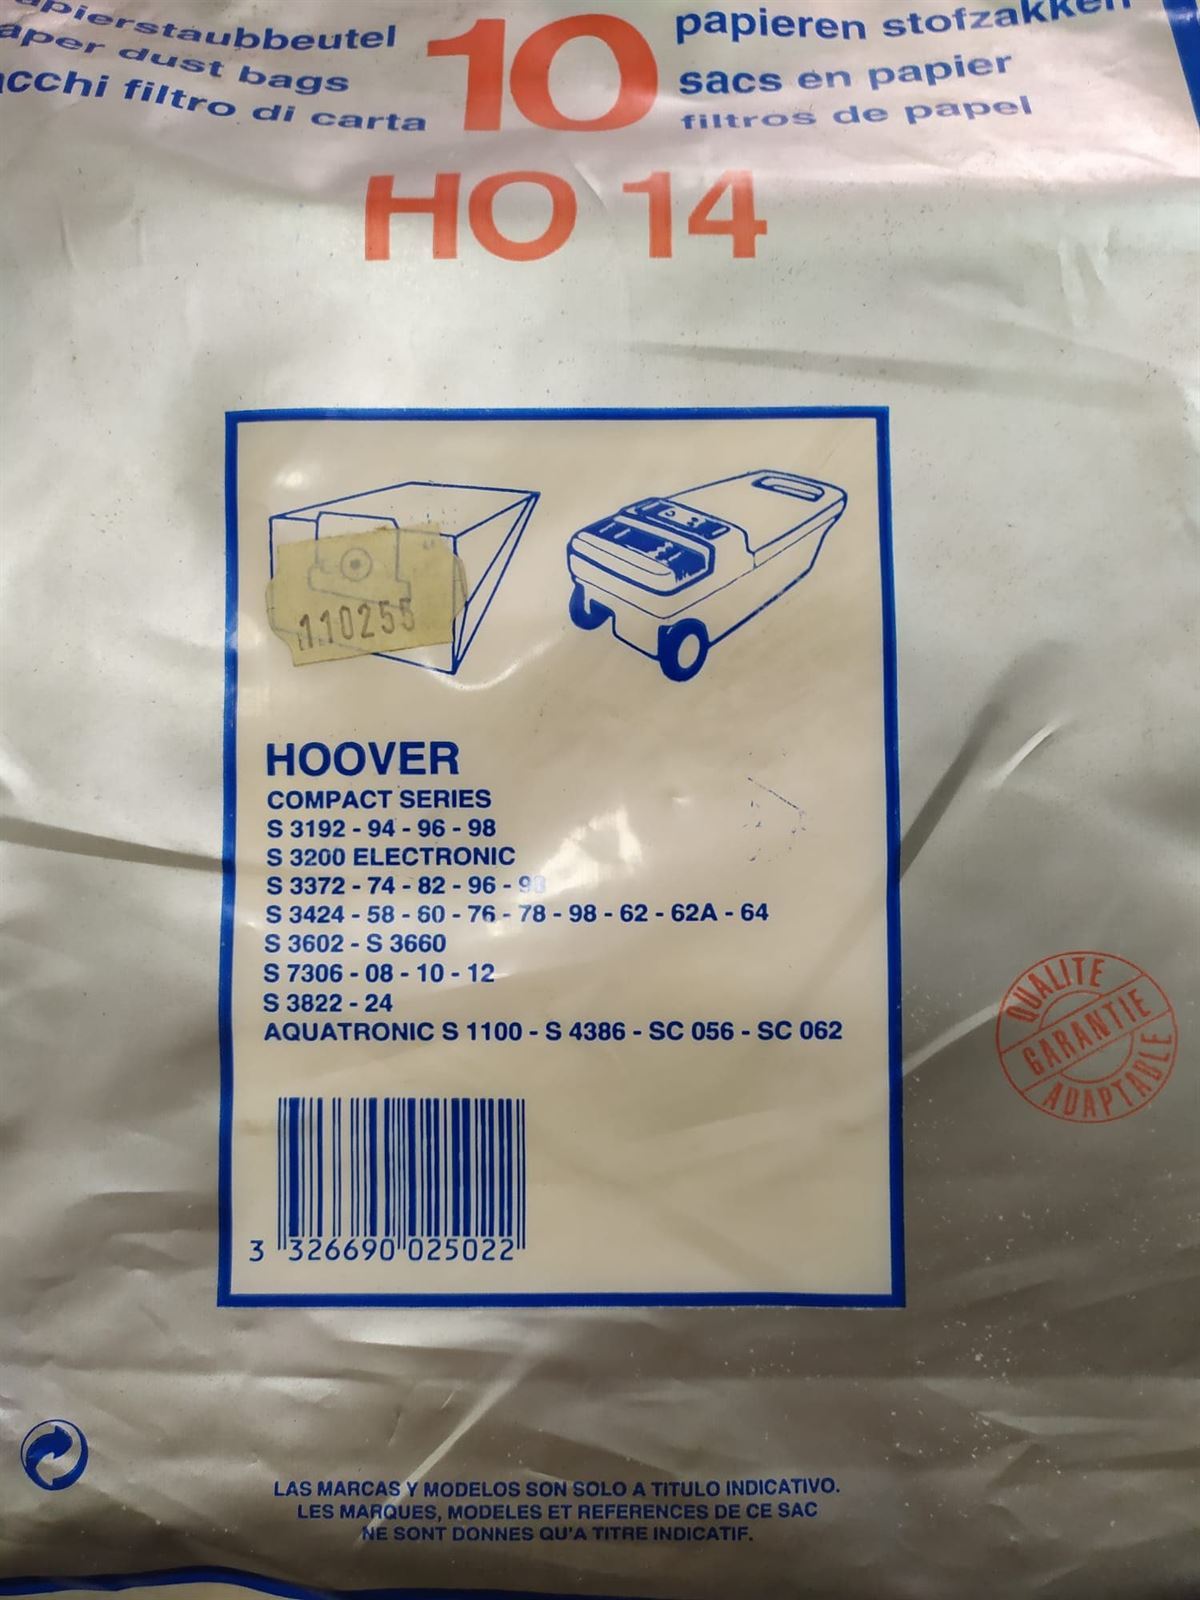 papieren stofzakken
papierstaubbeutel
10
paper dust bags
sacs en papier
sacchi filtro di carta
filtros de papel
HO 14
110255
HOOVER
COMPACT SERIES
S 3192 - 94 - 96 - 98
S 3200 ELECTRONIC
S 3372 - 74 - 82 - 96 - 98
S 3424 - 58 - 60 - 76 - 78 - 98 - 62 - 62A - 64
S 3602 - S 3660
S 7306 - 08 - 10 - 12
S 3822 - 24
AQUATRONIC S 1100 - S 4386 - SC 056 - SC 062
QUALITE
GARANTIE
ADAPTABLE
3 326690 025022
LAS MARCAS Y MODELOS SON SOLO A TITULO INDICATIVO.
LES MARQUES, MODELES ET REFERENCES DE CE SAC
NE SONT DONNES QU'A TITRE INDICATIF.